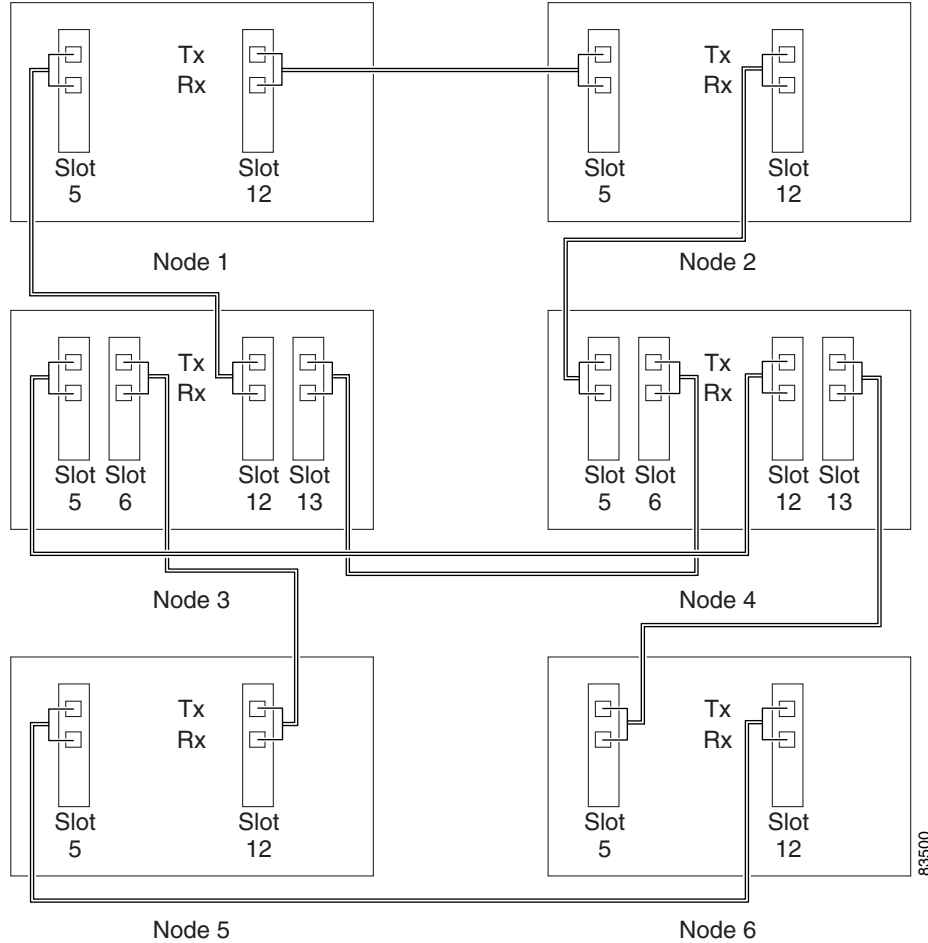 Tx
Rx
Slot
5
Slot
12
Tx
Rx
Slot
5
Slot
12
Node 1
Node 2
Tx
Rx
Slot
5
Slot
6
Slot
12
Slot
13
Tx
Rx
Slot
5
Slot
6
Slot
12
Slot
13
Node 3
Node 4
Tx
Rx
Slot
5
Slot
12
Tx
Rx
Slot
5
Slot
12
83500
Node 5
Node 6